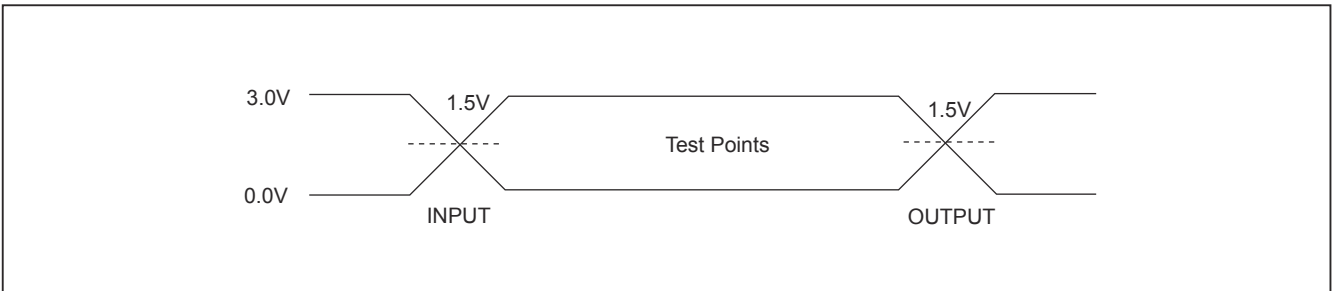 3.0V
1.5V
1.5V
Test Points
0.0V
INPUT
OUTPUT